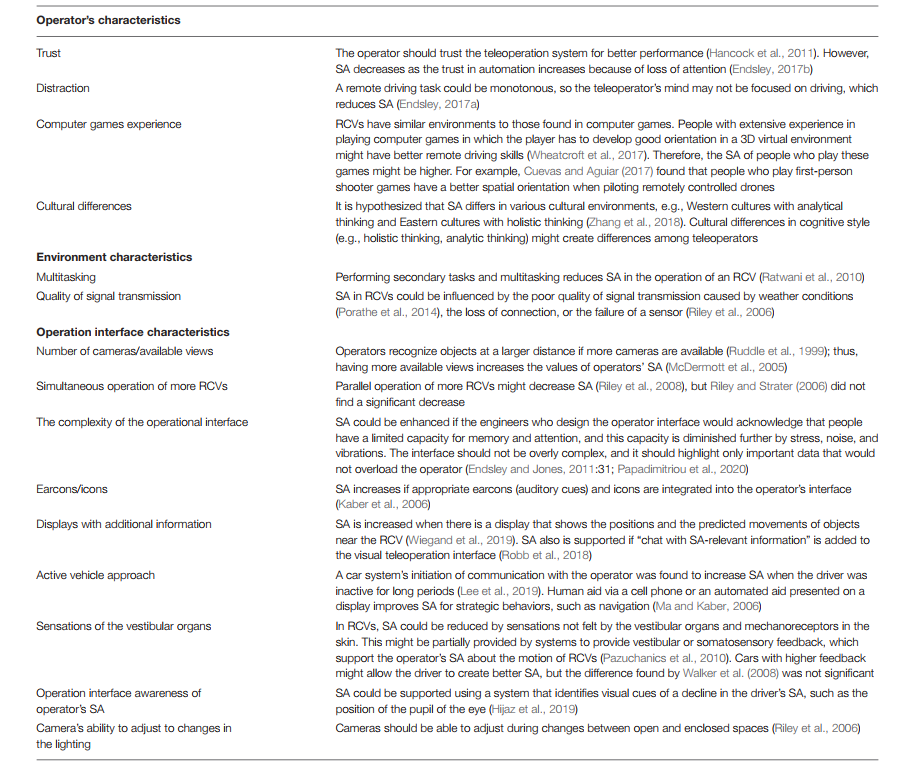 Operator's characteristics
Trust
The operator should trust the teleoperation system for better performance (Hancock et al., 2011). However,
SA decreases as the trust in automation increases because of loss of attention (Endsley, 2017b)
Distraction
A remote driving task could be monotonous, so the teleoperator's mind may not be focused on driving, which
reduces SA (Endsley, 2017a)
Computer games experience
RCVs have similar environments to those found in computer games. People with extensive experience in
playing computer games in which the player has to develop good orientation in a 3D virtual environment
might have better remote driving skills (Wheatcroft et al., 2017). Therefore, the SA of people who play these
games might be higher. For example, Cuevas and Aguiar (2017) found that people who play first-person
shooter games have a better spatial orientation when piloting remotely controlled drones
Cultural differences
It is hypothesized that SA differs in various cultural environments, e.g., Western cultures with analytical
thinking and Eastern cultures with holistic thinking (Zhang et al., 2018). Cultural differences in cognitive style
(e.g., holistic thinking, analytic thinking) might create differences among teleoperators
Environment characteristics
Multitasking
Performing secondary tasks and multitasking reduces SA in the operation of an RCV (Ratwani et al., 2010)
Quality of signal transmission
SA in RCVs could be influenced by the poor quality of signal transmission caused by weather conditions
(Porathe et al., 2014), the loss of connection, or the failure of a sensor (Riley et al., 2006)
Operation interface characteristics
Number of cameras/available views
Operators recognize objects at a larger distance if more cameras are available (Ruddle et al., 1999); thus,
having more available views increases the values of operators' SA (McDermott et al., 2005)
Simultaneous operation of more RCVs
Parallel operation of more RCVs might decrease SA (Riley et al., 2008), but Riley and Strater (2006) did not
find a significant decrease
The complexity of the operational interface
SA could be enhanced if the engineers who design the operator interface would acknowledge that people
have a limited capacity for memory and attention, and this capacity is diminished further by stress, noise, and
vibrations. The interface should not be overly complex, and it should highlight only important data that would
not overload the operator (Endsley and Jones, 2011:31; Papadimitriou et al., 2020)
Earcons/icons
SA increases if appropriate earcons (auditory cues) and icons are integrated into the operator's interface
(Kaber et al., 2006)
Displays with additional information
SA is increased when there is a display that shows the positions and the predicted movements of objects
near the RCV (Wiegand et al., 2019). SA also is supported if "chat with SA-relevant information" is added to
the visual teleoperation interface (Robb et al., 2018)
Active vehicle approach
A car system's initiation of communication with the operator was found to increase SA when the driver was
inactive for long periods (Lee et al., 2019). Human aid via a cell phone or an automated aid presented on a
display improves SA for strategic behaviors, such as navigation (Ma and Kaber, 2006)
Sensations of the vestibular organs
In RCVs, SA could be reduced by sensations not felt by the vestibular organs and mechanoreceptors in the
skin. This might be partially provided by systems to provide vestibular or somatosensory feedback, which
support the operator's SA about the motion of RCVs (Pazuchanics et al., 2010). Cars with higher feedback
might allow the driver to create better SA, but the difference found by Walker et al. (2008) was not significant
Operation interface awareness of
operator's SA
SA could be supported using a system that identifies visual cues of a decline in the driver's SA, such as the
position of the pupil of the eye (Hijaz et al., 2019)
Camera's ability to adjust to changes in
the lighting
Cameras should be able to adjust during changes between open and enclosed spaces (Riley et al., 2006)